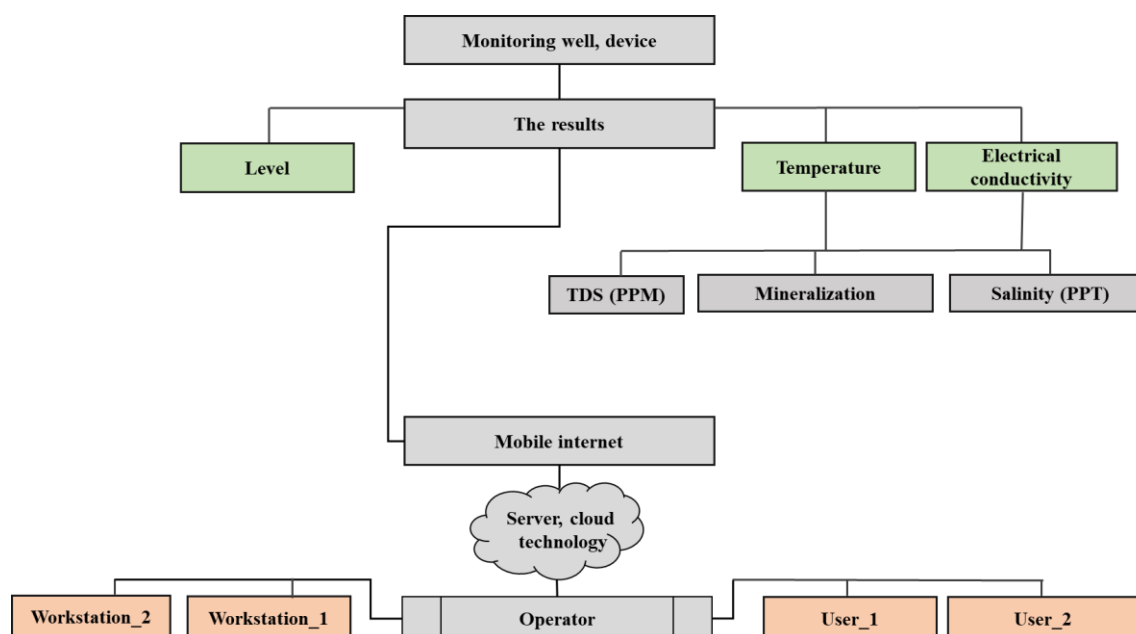 Monitoring well, device
The results
Level
Temperature
Electrical
conductivity
TDS (PPM)
Mineralization
Salinity (PPT)
Mobile internet
Server, cloud
technology
Workstation_2
Workstation_1
Operator
User_1
User_2